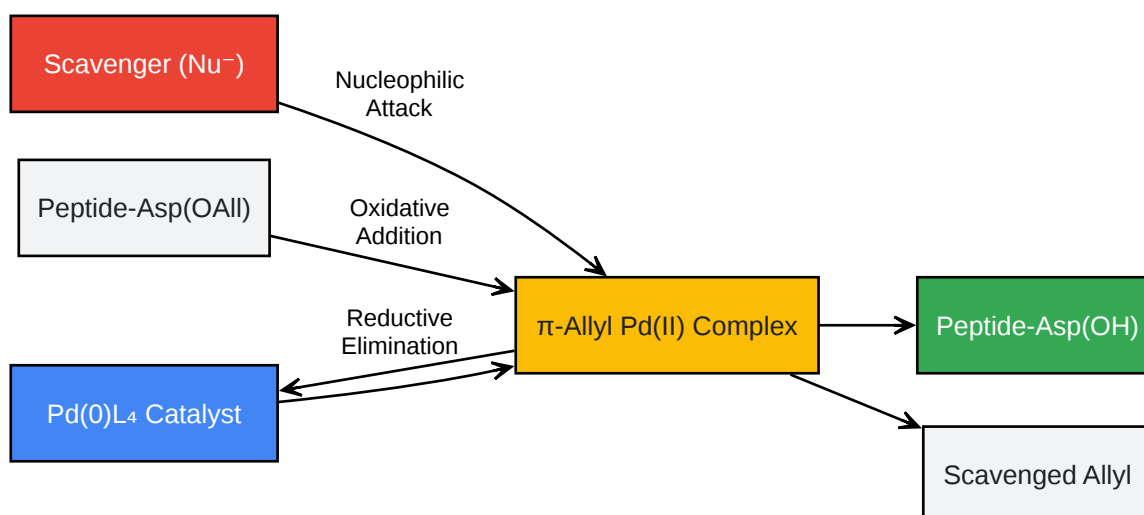 Scavenger (Nu⁻)
Nucleophilic
Attack
Peptide-Asp(OAll)
Oxidative
Addition
π-Allyl Pd(II) Complex
Peptide-Asp(OH)
Reductive
Elimination
Pd(0)L₄ Catalyst
Scavenged Allyl